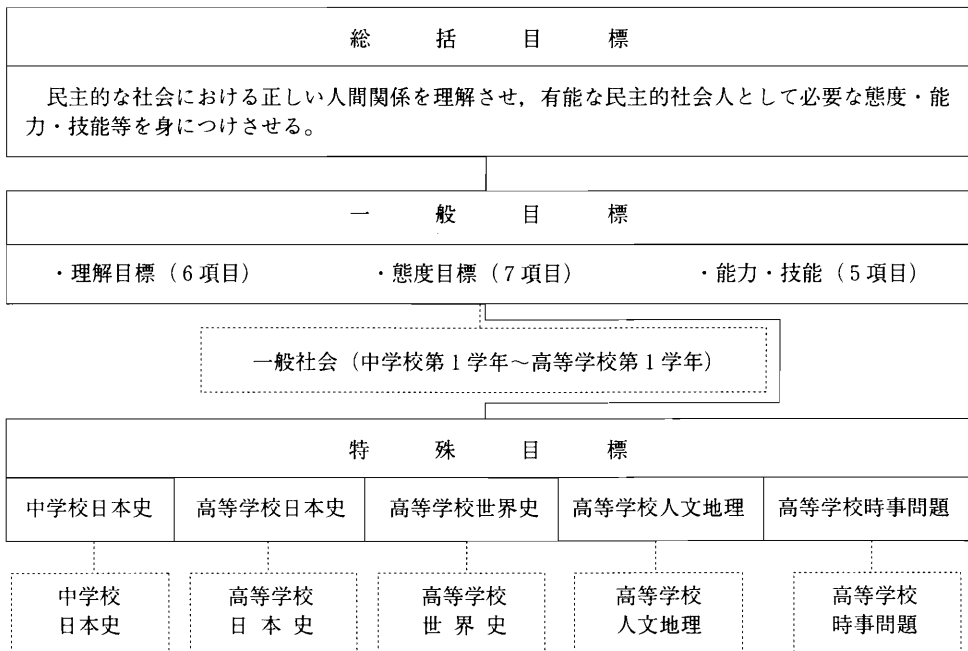 総括目標
民主的な社会における正しい人間関係を理解させ，有能な民主的社会人として必要な態度・能
力・技能等を身につけさせる。
一般目標
・理解目標（6項目） ・態度目標（7項目） ・能力・技能（5項目）
一般社会（中学校第1学年～高等学校第1学年）
特殊目標
中学校日本史 高等学校日本史 高等学校世界史 高等学校人文地理 高等学校時事問題
中学校 高等学校 高等学校 高等学校 高等学校
日本史 日本史 世界史 人文地理 時事問題